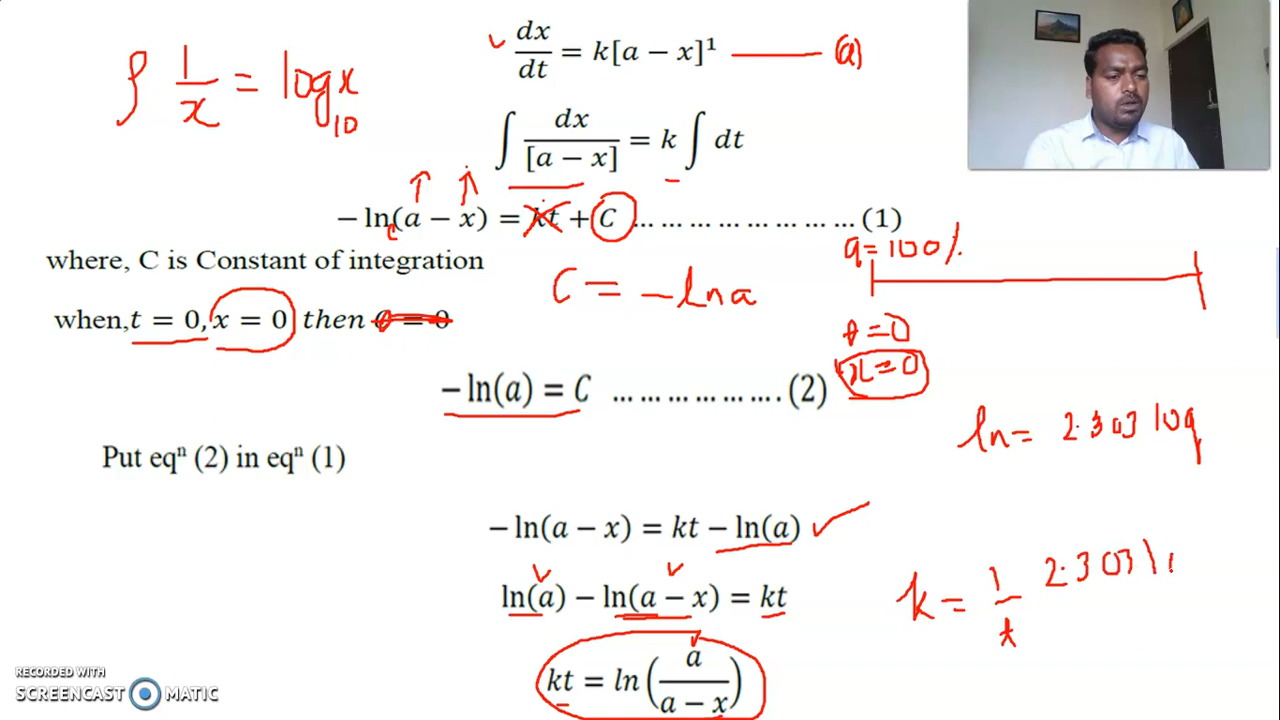 dx/dt = k[a − x]¹ (a)
∫ 1/x = log₁₀ x
∫ dx/[a − x] = k ∫ dt
− ln(a − x) = kt + C … … … … … … … … (1)
e
a = 100%
where, C is Constant of integration
C = −ln a
when, t = 0, x = 0 then C = 0
t = 0
x = 0
− ln(a) = C … … … … … … (2)
ln = 2.303 log
Put eqⁿ (2) in eqⁿ (1)
− ln(a − x) = kt − ln(a)
ln(a) − ln(a − x) = kt
k = 1/t 2.303 l
kt = ln(a/(a − x))
RECORDED WITH
SCREENCAST MATIC